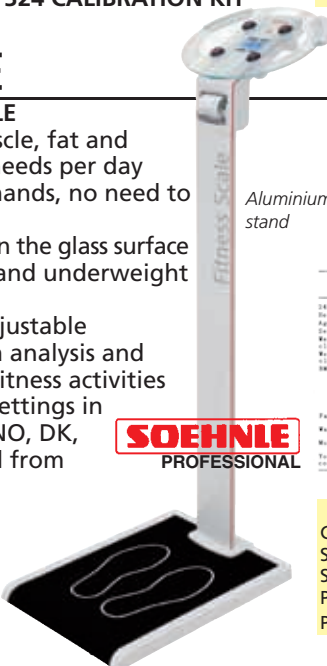 524 CALIBRATION KIT
E
LE
scle, fat and
needs per day
hands, no need to
n the glass surface
and underweight
justable
n analysis and
itness activities
ettings in
NO, DK,
d from
Fitness Scale
Aluminium
stand
SOEHNLE
PROFESSIONAL
C
S
S
P
P